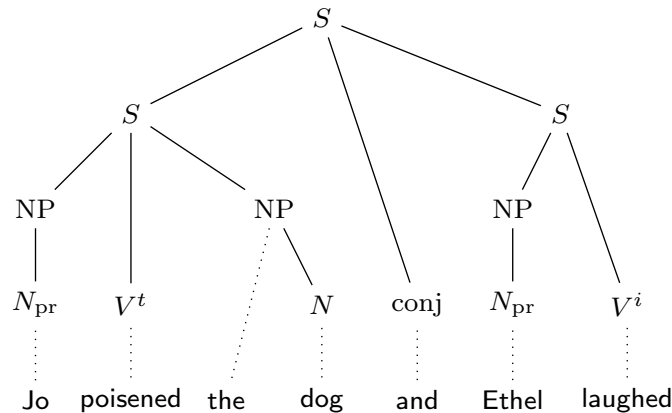 S
S S
NP NP NP
N_pr V^t N conj N_pr V^i
Jo poisened the dog and Ethel laughed